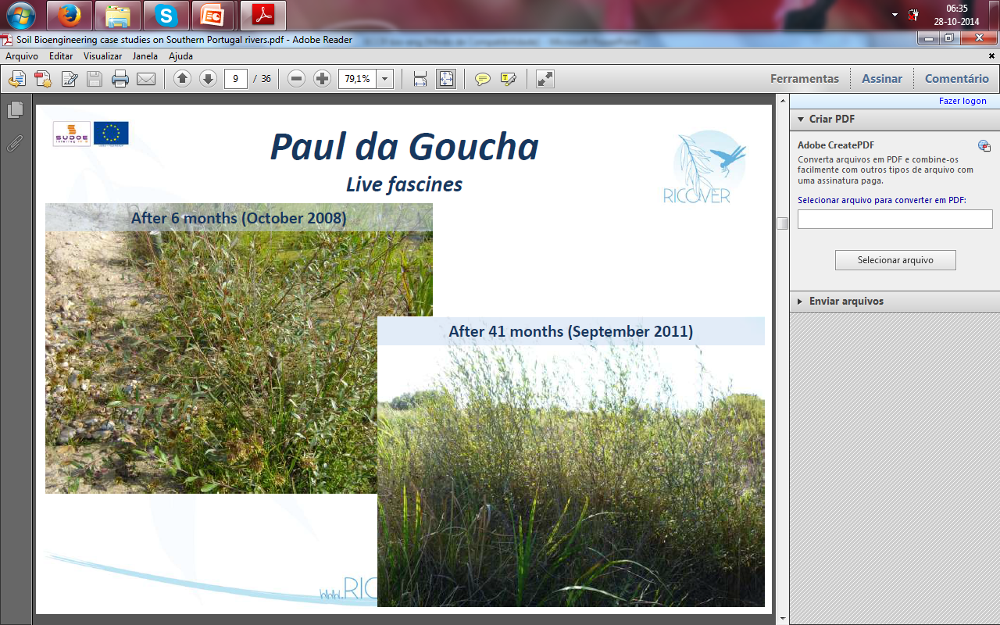 06:35
28-10-2014
Soil Bioengineering case studies on Southern Portugal rivers.pdf - Adobe Reader
Arquivo Editar Visualizar Janela Ajuda
9 / 36 79,1% Ferramentas Assinar Comentário
Fazer logon
Criar PDF
Adobe CreatePDF
Converta arquivos em PDF e combine-os
facilmente com outros tipos de arquivo com
uma assinatura paga.
Selecionar arquivo para converter em PDF:
Selecionar arquivo
Enviar arquivos
SUDOE
Paul da Goucha
Live fascines
RICOVER
After 6 months (October 2008)
After 41 months (September 2011)
www.RIC